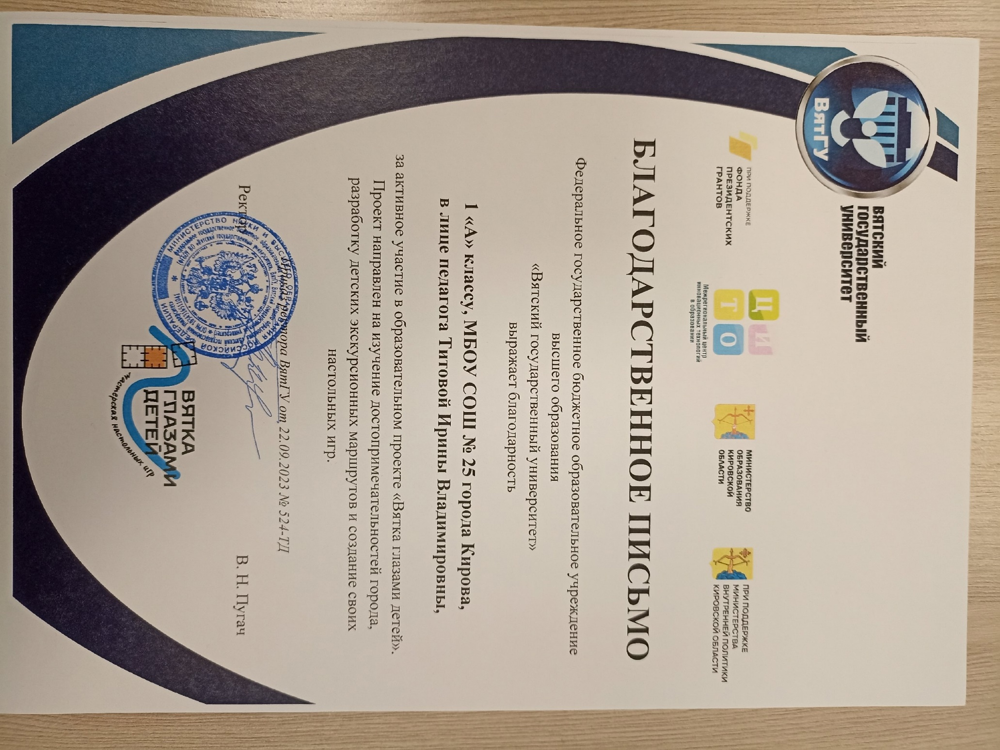 ВятГУ
ВЯТСКИЙ
ГОСУДАРСТВЕННЫЙ
УНИВЕРСИТЕТ
ПРИ ПОДДЕРЖКЕ
ФОНДА
ПРЕЗИДЕНТСКИХ
ГРАНТОВ
ЦИ
ТО
Межрегиональный центр
инновационных технологий
в образовании
МИНИСТЕРСТВО
ОБРАЗОВАНИЯ
КИРОВСКОЙ
ОБЛАСТИ
ПРИ ПОДДЕРЖКЕ
МИНИСТЕРСТВА
ВНУТРЕННЕЙ ПОЛИТИКИ
КИРОВСКОЙ ОБЛАСТИ
БЛАГОДАРСТВЕННОЕ ПИСЬМО
Федеральное государственное бюджетное образовательное учреждение
высшего образования
«Вятский государственный университет»
выражает благодарность
1 «А» классу, МБОУ СОШ № 25 города Кирова,
в лице педагога Титовой Ирины Владимировны,
за активное участие в образовательном проекте «Вятка глазами детей».
Проект направлен на изучение достопримечательностей города,
разработку детских экскурсионных маршрутов и создание своих
настольных игр.
Приказ ректора ВятГУ от 22.09.2023 № 524-ТД
Ректор В. Н. Пугач
МИНИСТЕРСТВО НАУКИ И ВЫСШЕГО ОБРАЗОВАНИЯ РОССИЙСКОЙ ФЕДЕРАЦИИ
ВЯТКА
ГЛАЗАМИ
ДЕТЕЙ
мастерская настольных игр